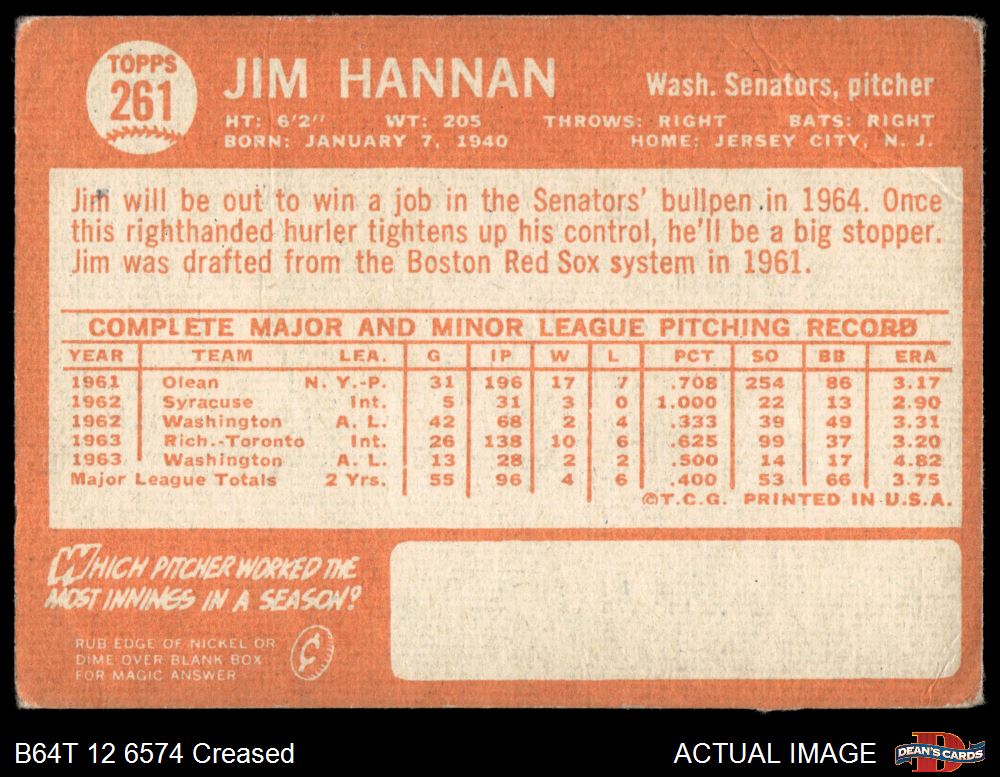 TOPPS
261
JIM HANNAN
Wash. Senators, pitcher
HT: 6'2" WT: 205 THROWS: RIGHT BATS: RIGHT
BORN: JANUARY 7, 1940 HOME: JERSEY CITY, N. J.
Jim will be out to win a job in the Senators' bullpen in 1964. Once
this righthanded hurler tightens up his control, he'll be a big stopper.
Jim was drafted from the Boston Red Sox system in 1961.
COMPLETE MAJOR AND MINOR LEAGUE PITCHING RECORD
YEAR TEAM LEA. G IP W L PCT SO BB ERA
1961 Olean N. Y.-P. 31 196 17 7 .708 254 86 3.17
1962 Syracuse Int. 5 31 3 0 1.000 22 13 2.90
1962 Washington A. L. 42 68 2 4 .333 39 49 3.31
1963 Rich.-Toronto Int. 26 138 10 6 .625 99 37 3.20
1963 Washington A. L. 13 28 2 2 .500 14 17 4.82
Major League Totals 2 Yrs. 55 96 4 6 .400 53 66 3.75
©T.C.G. PRINTED IN U.S.A.
WHICH PITCHER WORKED THE
MOST INNINGS IN A SEASON?
RUB EDGE OF NICKEL OR
DIME OVER BLANK BOX
FOR MAGIC ANSWER
¢
B64T 12 6574 Creased
ACTUAL IMAGE
D
DEAN'S CARDS